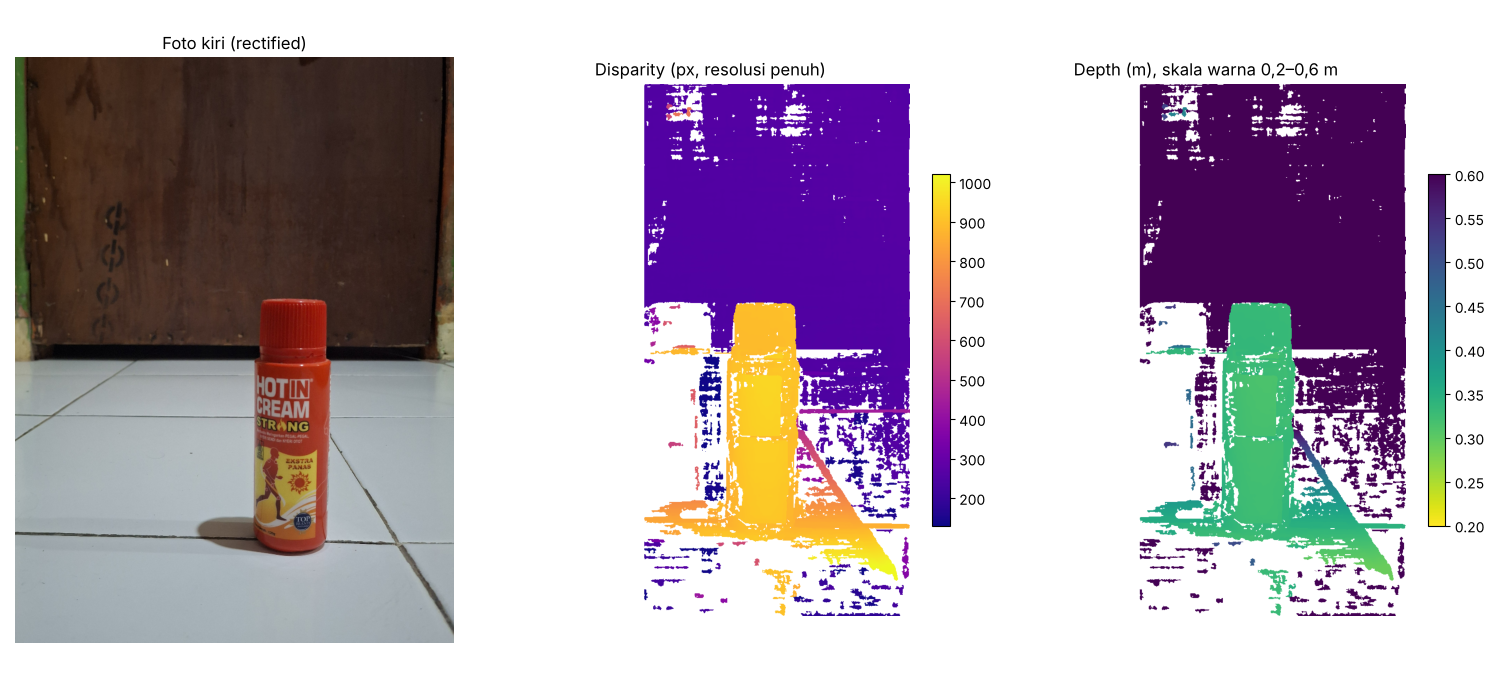 Foto kiri (rectified)
HOT IN
CREAM
STRONG
EKSTRA
PANAS
TOP
Disparity (px, resolusi penuh)
1000
900
800
700
600
500
400
300
200
Depth (m), skala warna 0,2–0,6 m
0.60
0.55
0.50
0.45
0.40
0.35
0.30
0.25
0.20